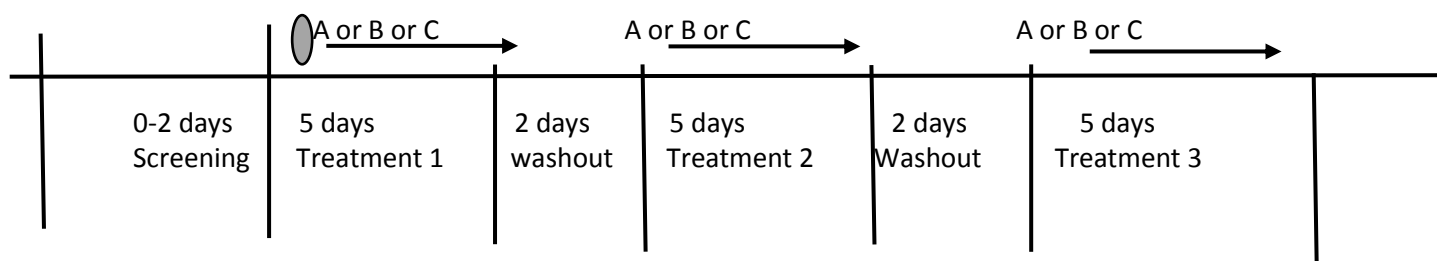 A or B or C A or B or C A or B or C
0-2 days 5 days 2 days 5 days 2 days 5 days
Screening Treatment 1 washout Treatment 2 Washout Treatment 3